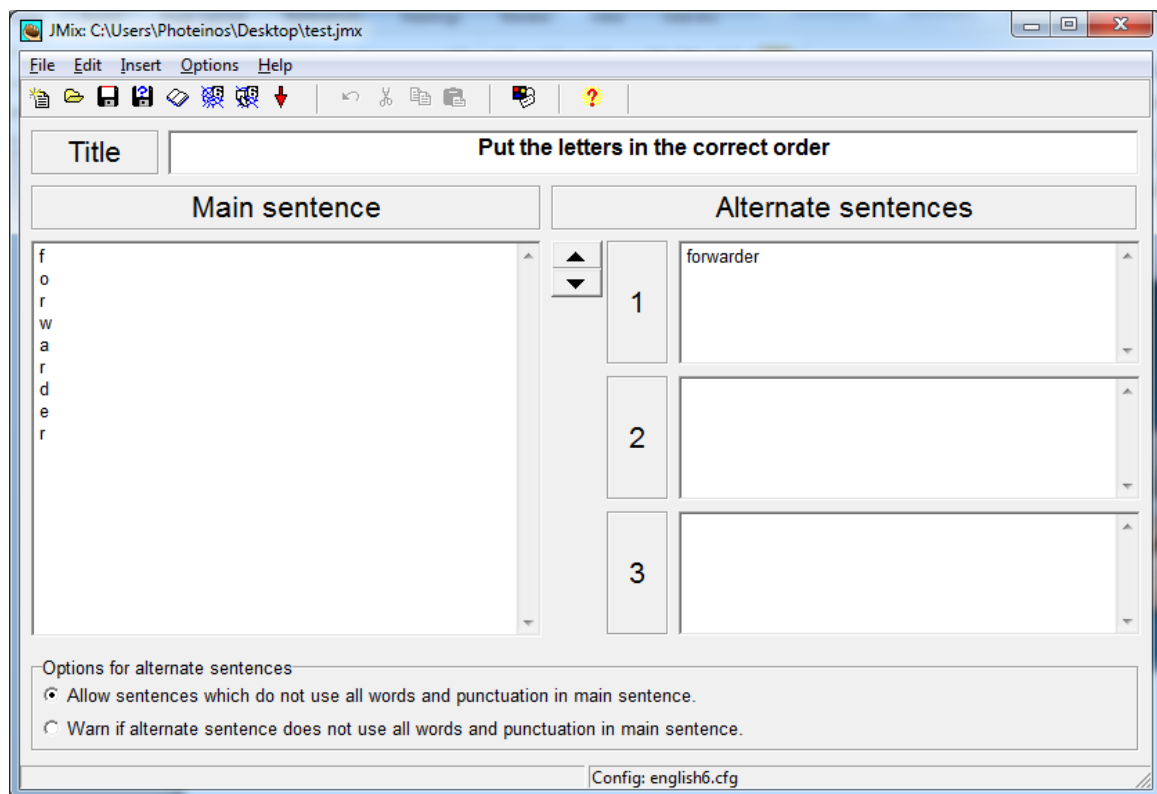 JMix: C:\Users\Photeinos\Desktop\test.jmx
File Edit Insert Options Help
Title
Put the letters in the correct order
Main sentence
Alternate sentences
f
o
r
w
a
r
d
e
r
1
forwarder
2
3
Options for alternate sentences
Allow sentences which do not use all words and punctuation in main sentence.
Warn if alternate sentence does not use all words and punctuation in main sentence.
Config: english6.cfg